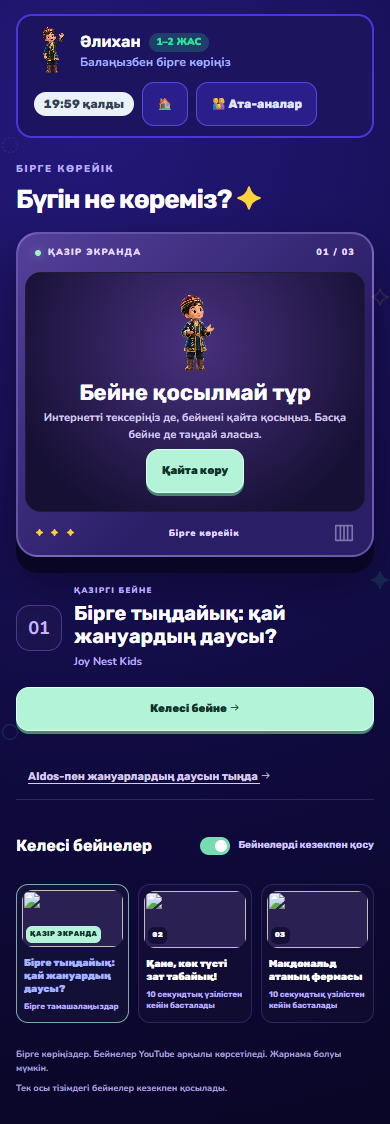 Әлихан 1–2 ЖАС
Балаңызбен бірге көріңіз
19:59 қалды
Ата-аналар
БІРГЕ КӨРЕЙІК
Бүгін не көреміз?
ҚАЗІР ЭКРАНДА 01 / 03
Бейне қосылмай тұр
Интернетті тексеріңіз де, бейнені қайта қосыңыз. Басқа
бейне де таңдай аласыз.
Қайта көру
Бірге көрейік
ҚАЗІРГІ БЕЙНЕ
01
Бірге тыңдайық: қай
жануардың даусы?
Joy Nest Kids
Келесі бейне →
Aldos-пен жануарлардың даусын тыңда →
Келесі бейнелер
Бейнелерді кезекпен қосу
ҚАЗІР ЭКРАНДА
Бірге тыңдайық:
қай жануардың
даусы?
Бірге тамашалаңыздар
02
Қане, көк түсті
зат табайық!
10 секундтық үзілістен
кейін басталады
03
Макдональд
атаның фермасы
10 секундтық үзілістен
кейін басталады
Бірге көріңіздер. Бейнелер YouTube арқылы көрсетіледі. Жарнама болуы
мүмкін.
Тек осы тізімдегі бейнелер кезекпен қосылады.